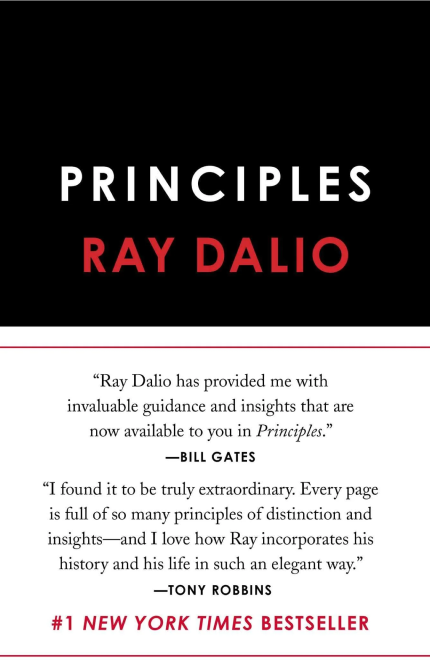 PRINCIPLES
RAY DALIO
“Ray Dalio has provided me with
invaluable guidance and insights that are
now available to you in Principles.”
—BILL GATES
“I found it to be truly extraordinary. Every page
is full of so many principles of distinction and
insights—and I love how Ray incorporates his
history and his life in such an elegant way.”
—TONY ROBBINS
#1 NEW YORK TIMES BESTSELLER